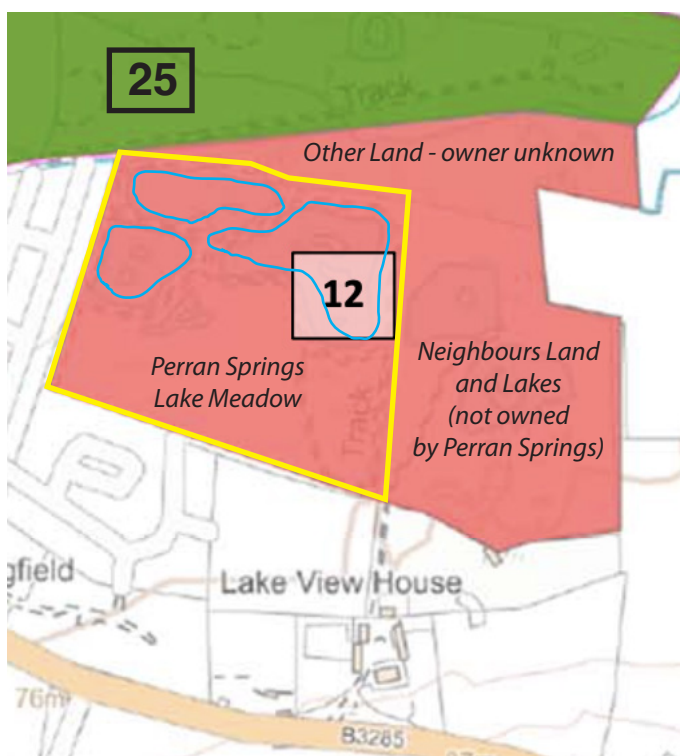 25
Track
Other Land - owner unknown
12
Perran Springs
Lake Meadow
Track
Neighbours Land
and Lakes
(not owned
by Perran Springs)
gfield
Lake View House
76m
B3285